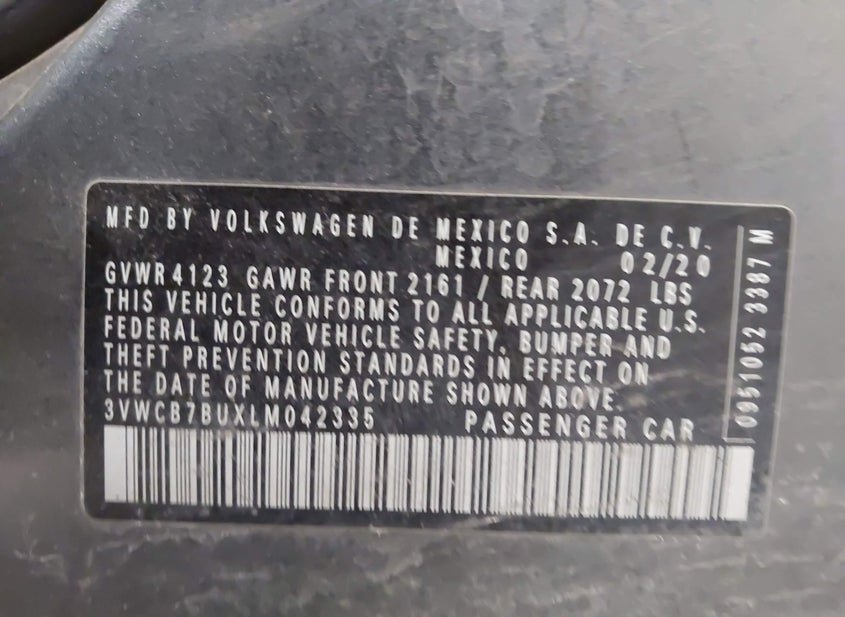 MFD BY VOLKSWAGEN DE MEXICO S.A. DE C.V.
MEXICO 02/20
GVWR 4123 GAWR FRONT 2161 / REAR 2072 LBS
THIS VEHICLE CONFORMS TO ALL APPLICABLE U.S.
FEDERAL MOTOR VEHICLE SAFETY, BUMPER AND
THEFT PREVENTION STANDARDS IN EFFECT ON
THE DATE OF MANUFACTURE SHOWN ABOVE.
3VWCB7BUXLM042335 PASSENGER CAR
0951052 3387 M